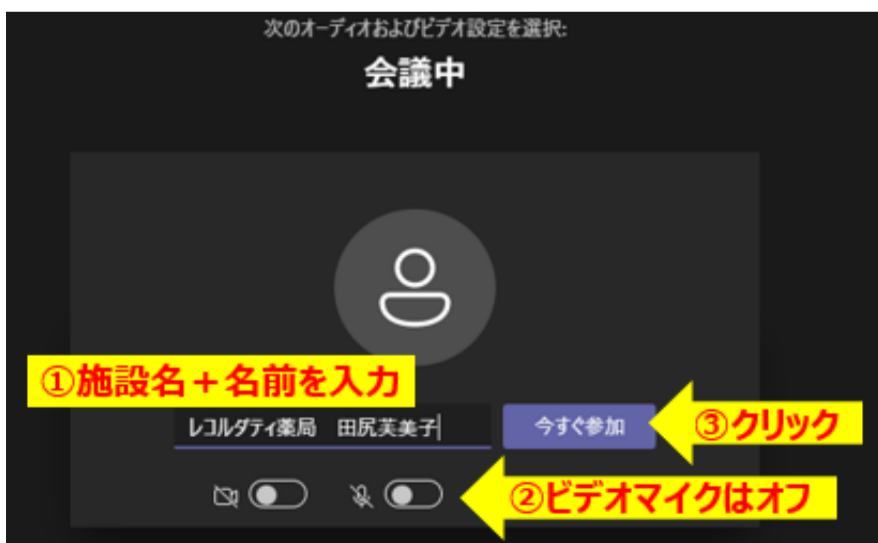 次のオーディオおよびビデオ設定を選択:
会議中
①施設名＋名前を入力
レコルダティ薬局　田尻芙美子
今すぐ参加
③クリック
②ビデオマイクはオフ